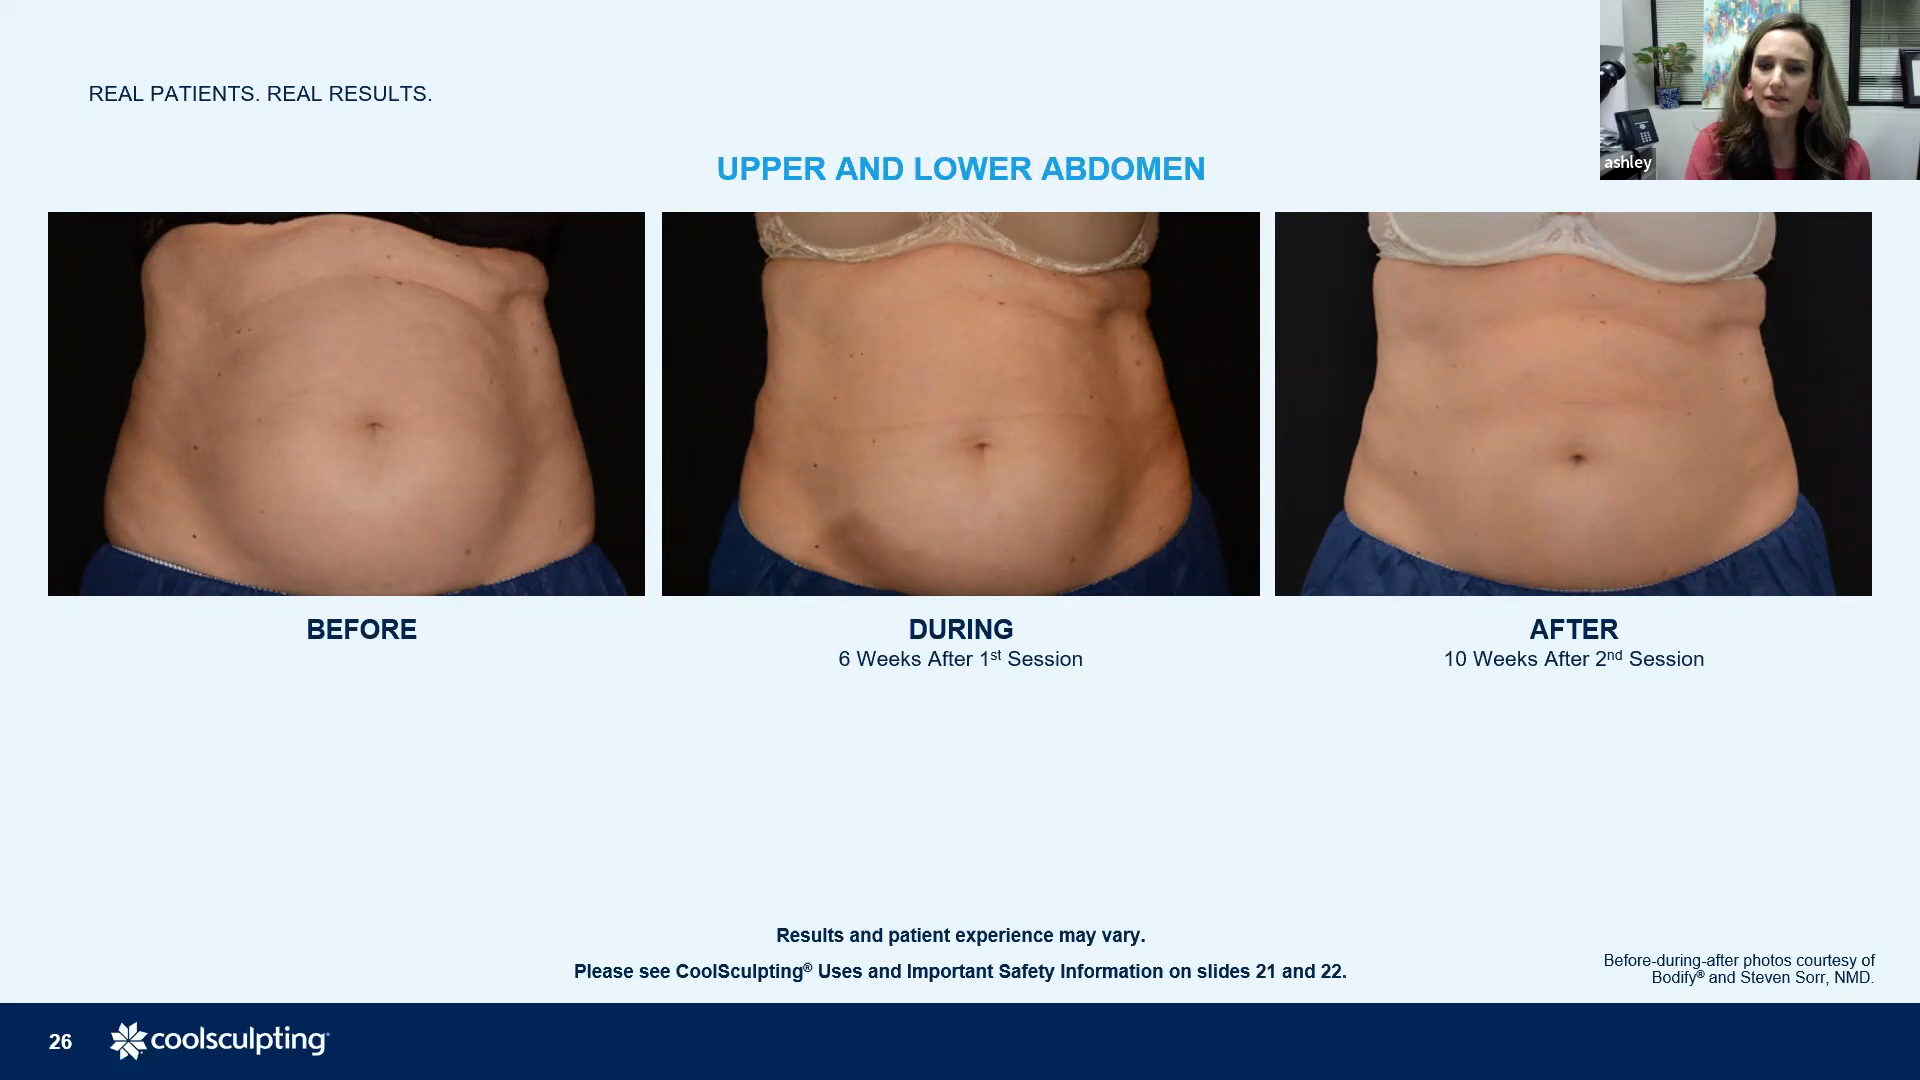 REAL PATIENTS. REAL RESULTS.
ashley
UPPER AND LOWER ABDOMEN
BEFORE
DURING
6 Weeks After 1st Session
AFTER
10 Weeks After 2nd Session
Results and patient experience may vary.
Please see CoolSculpting® Uses and Important Safety Information on slides 21 and 22.
Before-during-after photos courtesy of
Bodify® and Steven Sorr, NMD.
26
coolsculpting